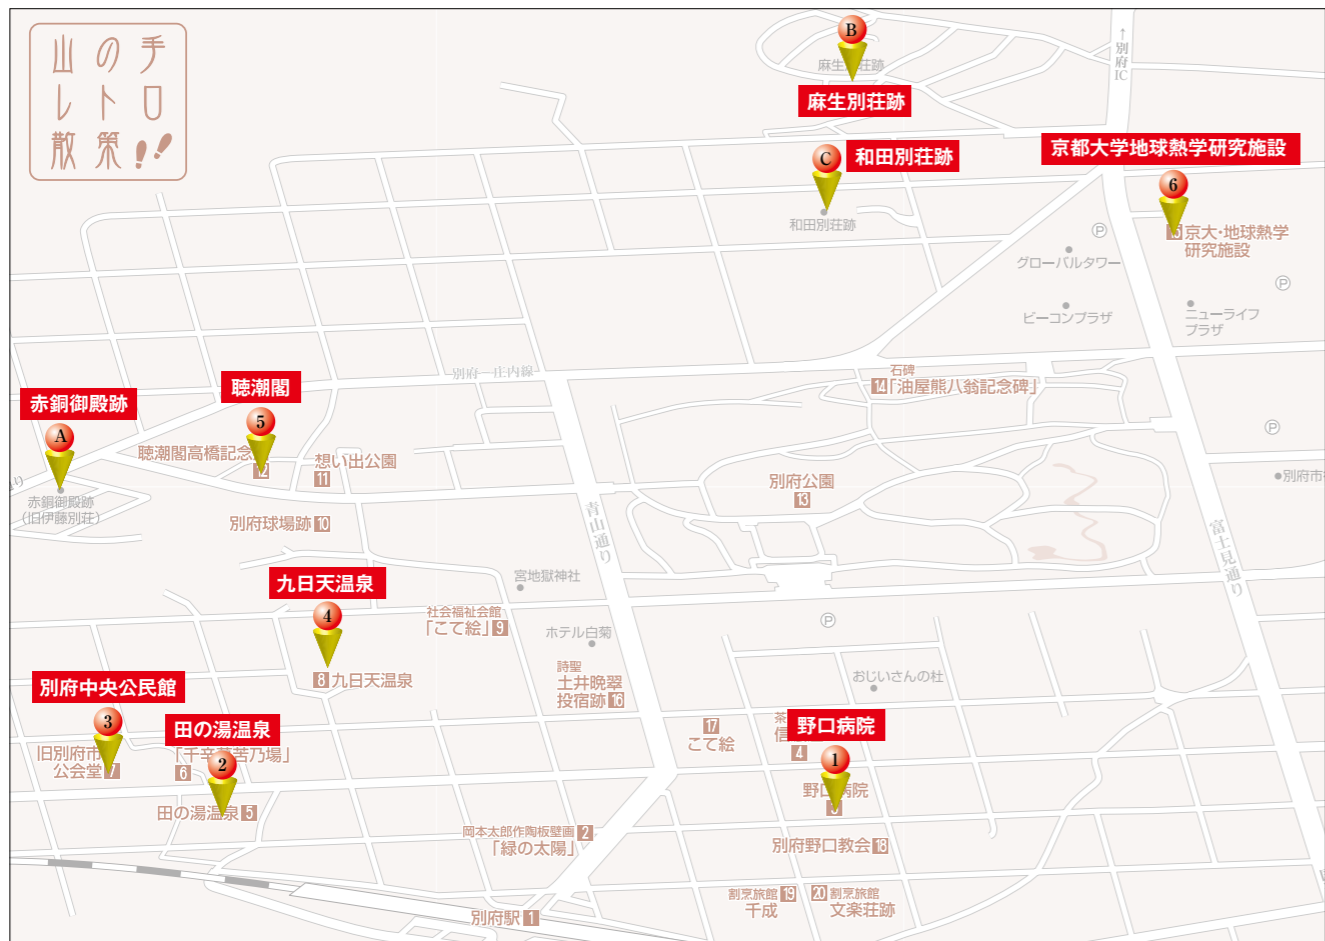 山の手
レトロ
散策
B
麻生別荘跡
C
和田別荘跡
和田別荘跡
↑別府IC
京都大学地球熱学研究施設
6
京大・地球熱学
研究施設
P
グローバルタワー
P
ビーコンプラザ
ニューライフ
プラザ
別府一庄内線
石碑
14「油屋熊八翁記念碑」
赤銅御殿跡
A
赤銅御殿跡
(旧伊藤別荘)
聴潮閣
5
聴潮閣高橋記念
12
想い出公園
11
別府球場跡 10
別府公園
13
P
別府市
青山通り
富士見通り
九日天温泉
4
8 九日天温泉
宮地獄神社
社会福祉会館
「こて絵」9
ホテル白菊
詩聖
土井晩翠
投宿跡 16
P
おじいさんの杜
別府中央公民館
3
旧別府市
公会堂 7
田の湯温泉
2
6
田の湯温泉 5
17
こて絵
4
野口病院
1
野口病院
3
岡本太郎作陶板壁画 2
「緑の太陽」
別府野口教会 18
割烹旅館 19
千成
20 割烹旅館
文楽荘跡
別府駅 1